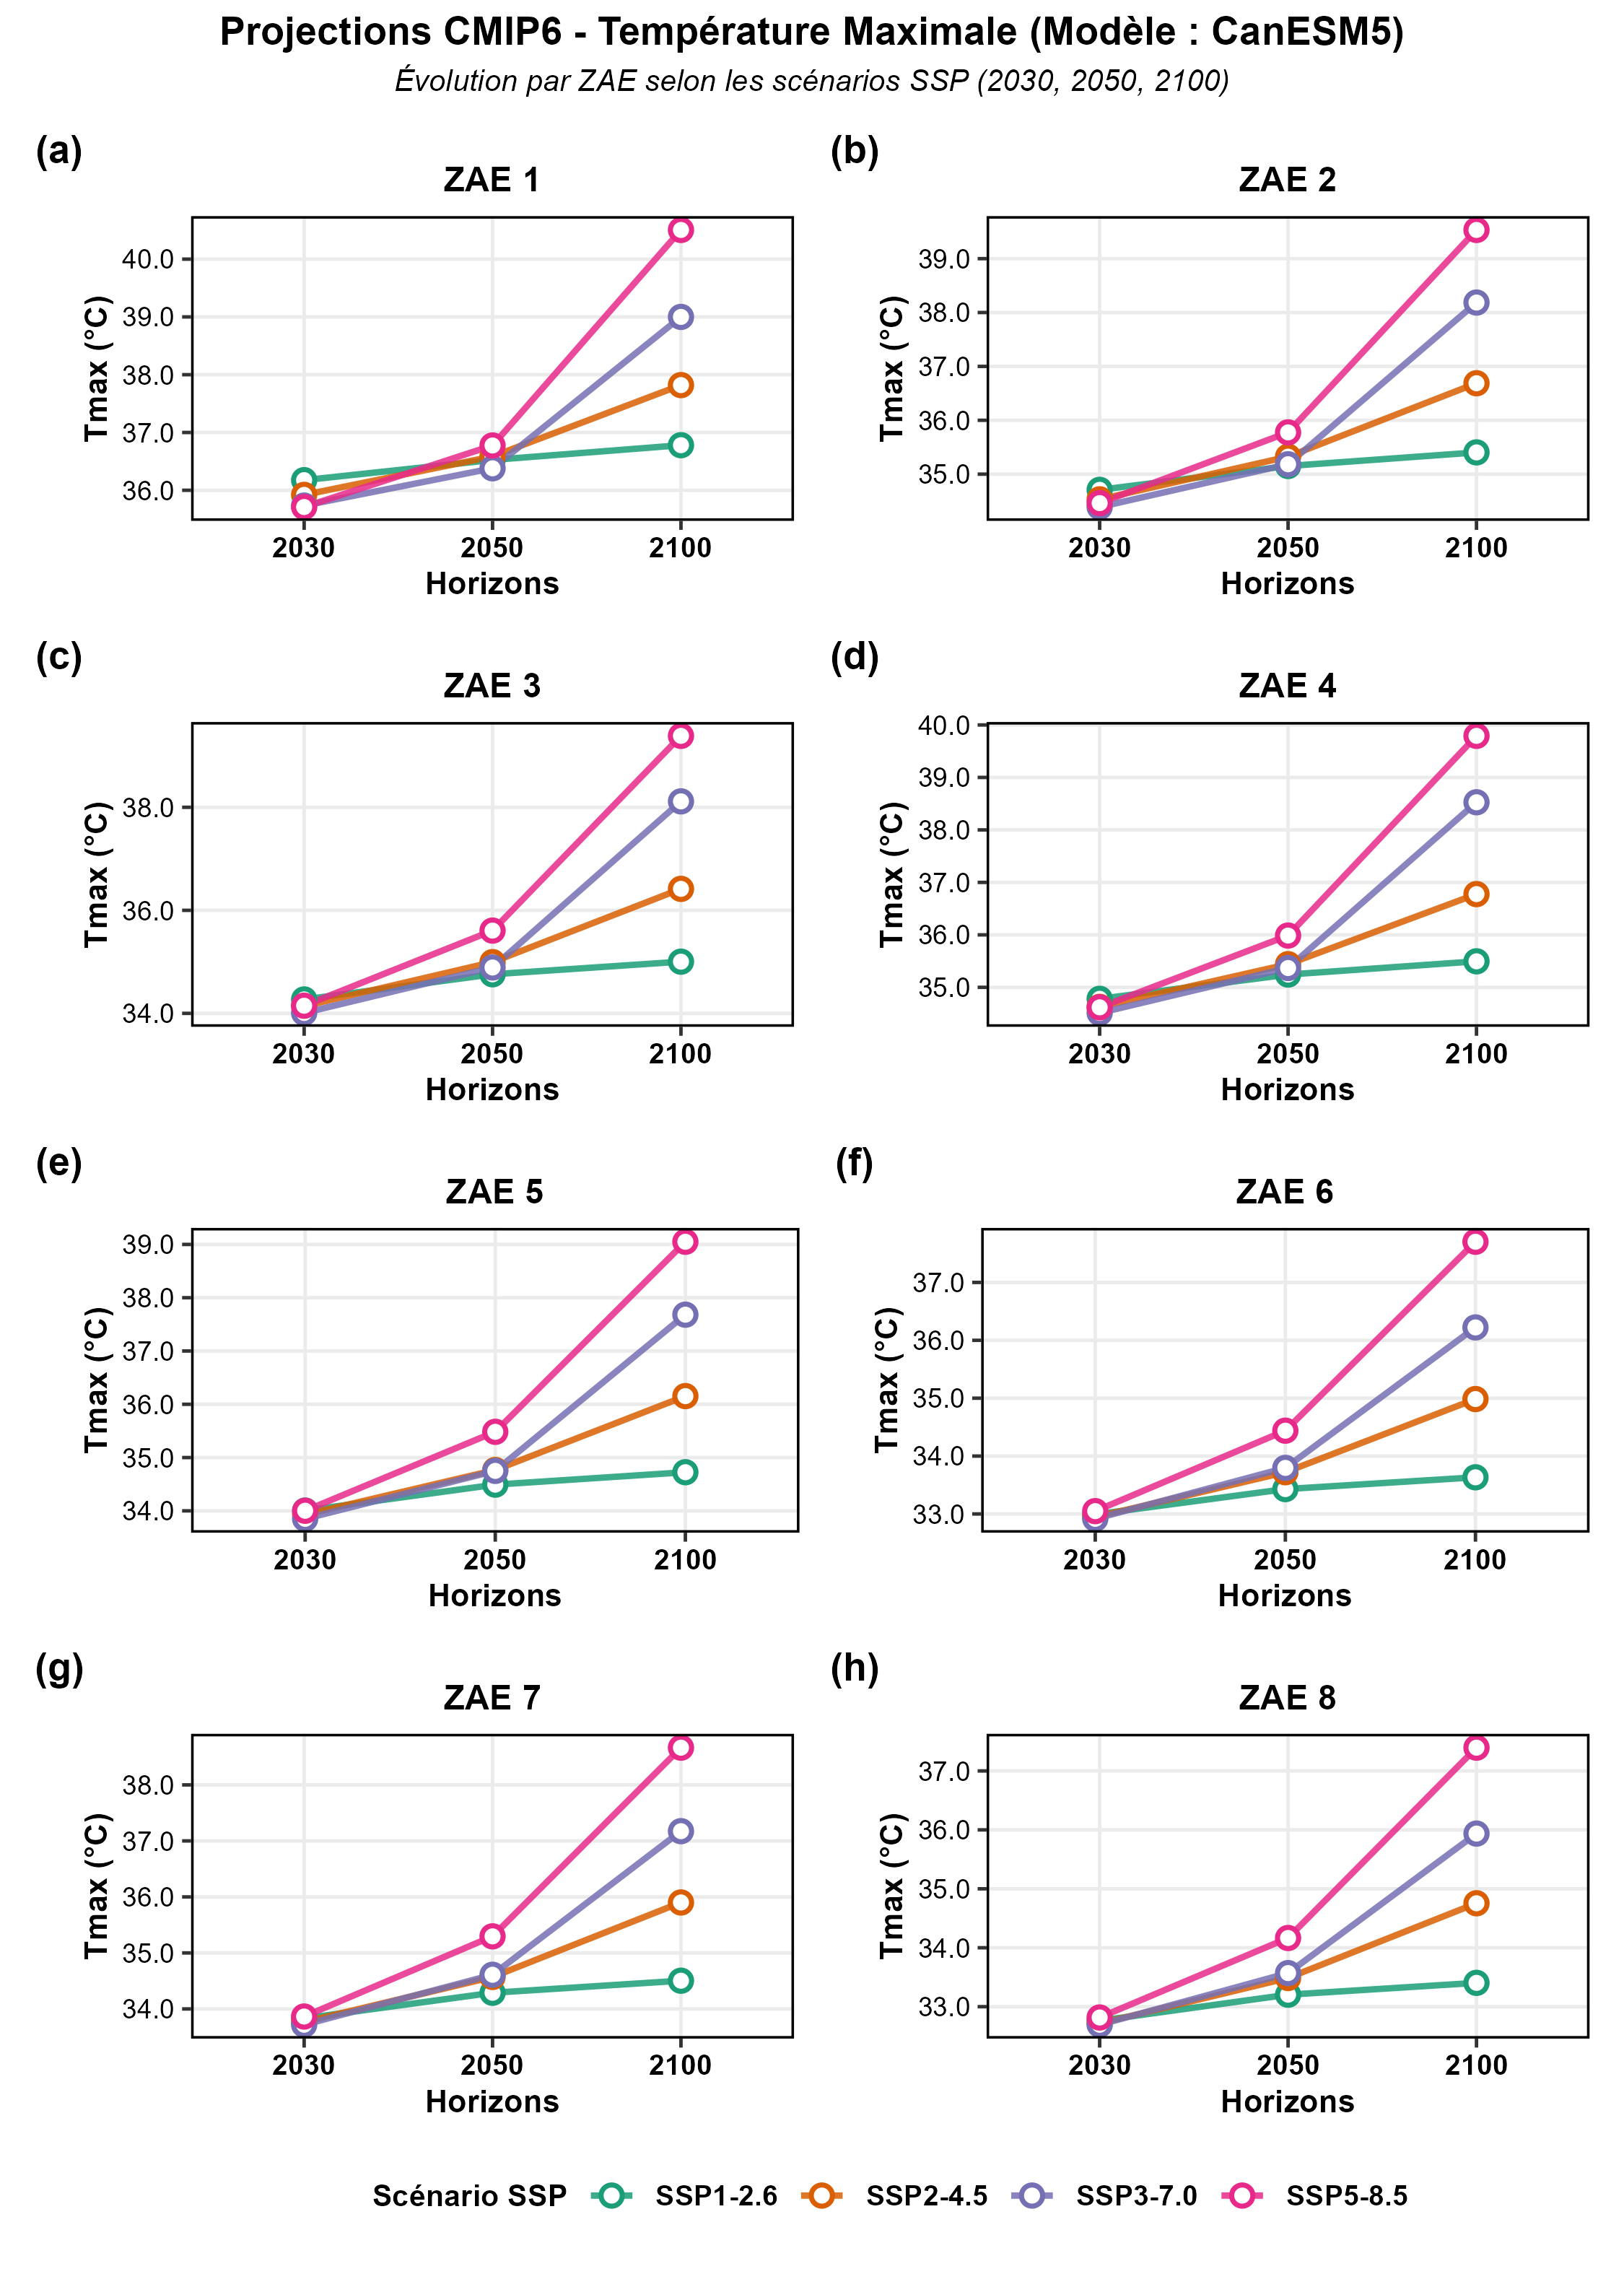 Projections CMIP6 - Température Maximale (Modèle : CanESM5)
Évolution par ZAE selon les scénarios SSP (2030, 2050, 2100)
(a)
ZAE 1
Tmax (°C)
40.0
39.0
38.0
37.0
36.0
2030 2050 2100
Horizons
(b)
ZAE 2
Tmax (°C)
39.0
38.0
37.0
36.0
35.0
2030 2050 2100
Horizons
(c)
ZAE 3
Tmax (°C)
38.0
36.0
34.0
2030 2050 2100
Horizons
(d)
ZAE 4
Tmax (°C)
40.0
39.0
38.0
37.0
36.0
35.0
2030 2050 2100
Horizons
(e)
ZAE 5
Tmax (°C)
39.0
38.0
37.0
36.0
35.0
34.0
2030 2050 2100
Horizons
(f)
ZAE 6
Tmax (°C)
37.0
36.0
35.0
34.0
33.0
2030 2050 2100
Horizons
(g)
ZAE 7
Tmax (°C)
38.0
37.0
36.0
35.0
34.0
2030 2050 2100
Horizons
(h)
ZAE 8
Tmax (°C)
37.0
36.0
35.0
34.0
33.0
2030 2050 2100
Horizons
Scénario SSP SSP1-2.6 SSP2-4.5 SSP3-7.0 SSP5-8.5